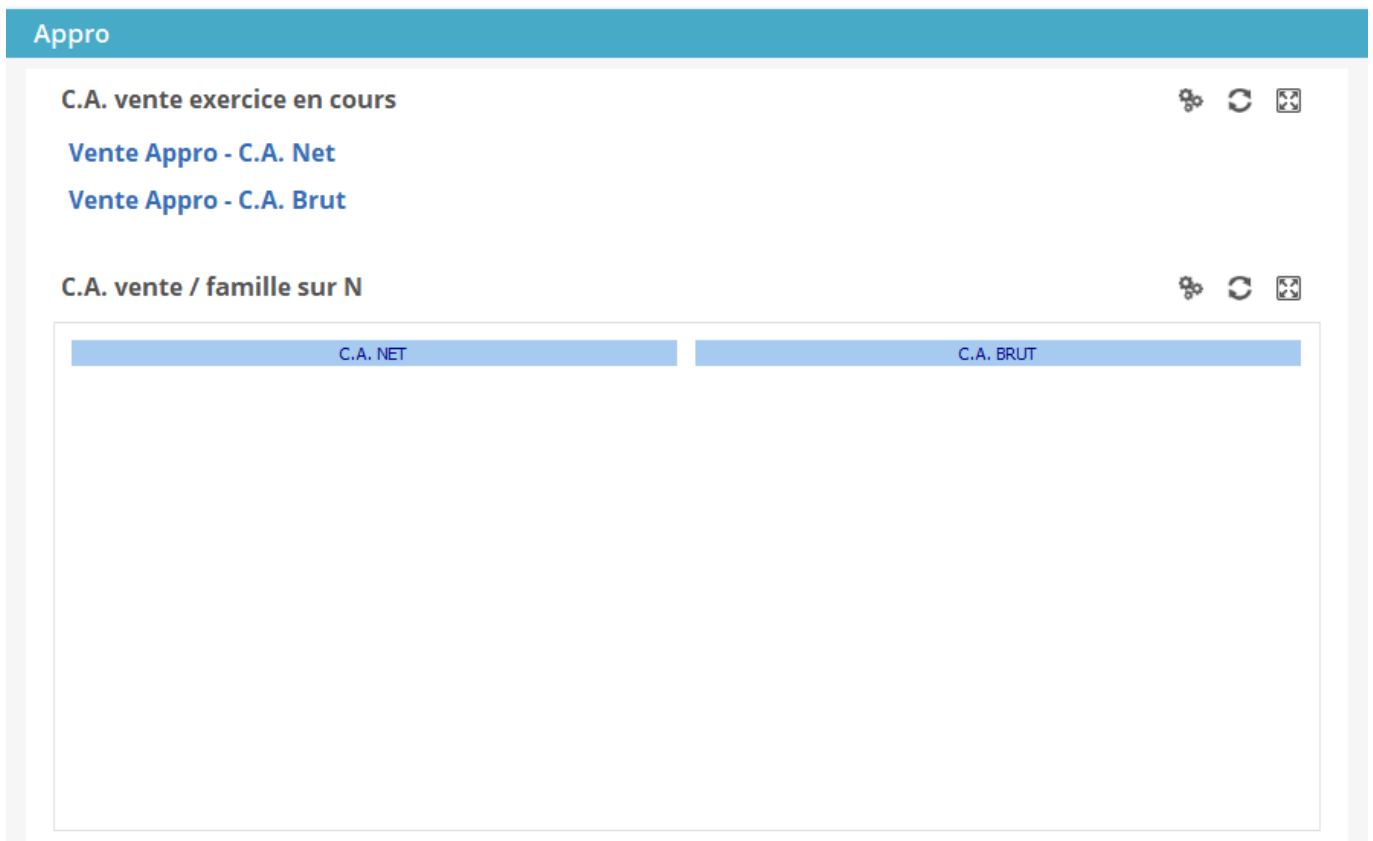 Appro
C.A. vente exercice en cours
Vente Appro - C.A. Net
Vente Appro - C.A. Brut
C.A. vente / famille sur N
C.A. NET
C.A. BRUT